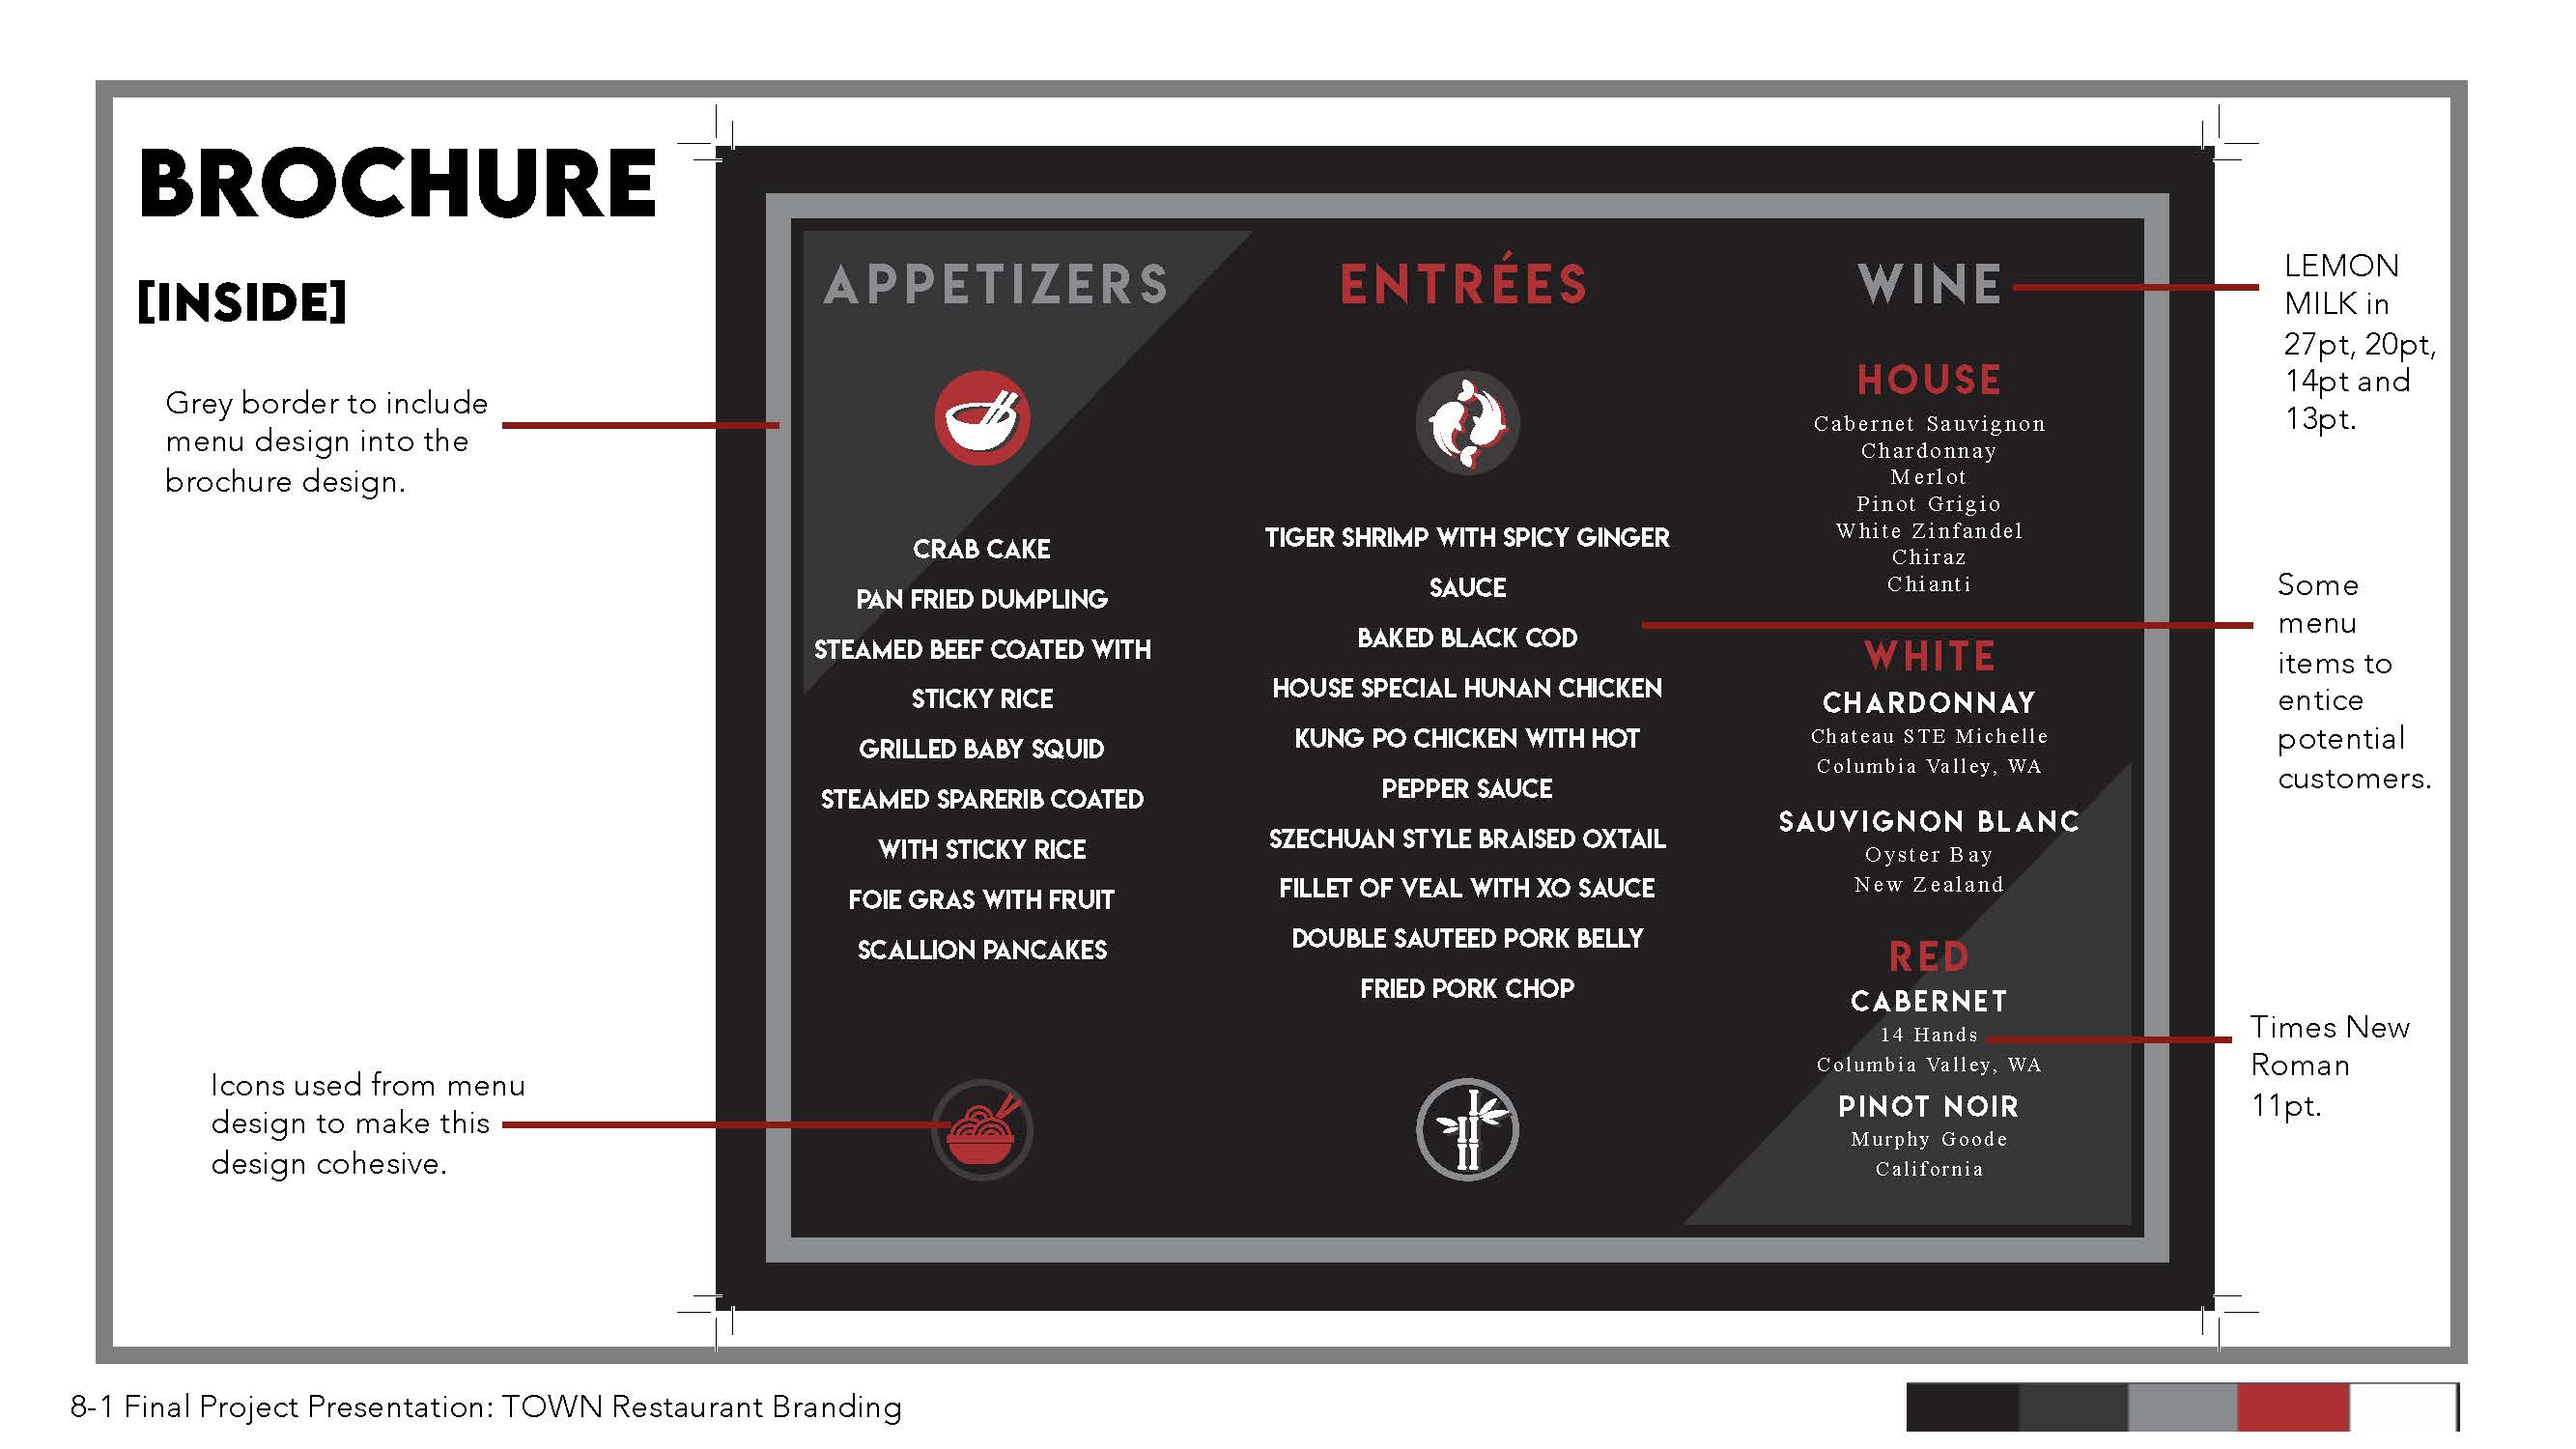 BROCHURE
[INSIDE]
Grey border to include
menu design into the
brochure design.
Icons used from menu
design to make this
design cohesive.
APPETIZERS
CRAB CAKE
PAN FRIED DUMPLING
STEAMED BEEF COATED WITH
STICKY RICE
GRILLED BABY SQUID
STEAMED SPARERIB COATED
WITH STICKY RICE
FOIE GRAS WITH FRUIT
SCALLION PANCAKES
ENTRÉES
TIGER SHRIMP WITH SPICY GINGER
SAUCE
BAKED BLACK COD
HOUSE SPECIAL HUNAN CHICKEN
KUNG PO CHICKEN WITH HOT
PEPPER SAUCE
SZECHUAN STYLE BRAISED OXTAIL
FILLET OF VEAL WITH XO SAUCE
DOUBLE SAUTEED PORK BELLY
FRIED PORK CHOP
WINE
HOUSE
Cabernet Sauvignon
Chardonnay
Merlot
Pinot Grigio
White Zinfandel
Chiraz
Chianti
WHITE
CHARDONNAY
Chateau STE Michelle
Columbia Valley, WA
SAUVIGNON BLANC
Oyster Bay
New Zealand
RED
CABERNET
14 Hands
Columbia Valley, WA
PINOT NOIR
Murphy Goode
California
LEMON
MILK in
27pt, 20pt,
14pt and
13pt.
Some
menu
items to
entice
potential
customers.
Times New
Roman
11pt.
8-1 Final Project Presentation: TOWN Restaurant Branding